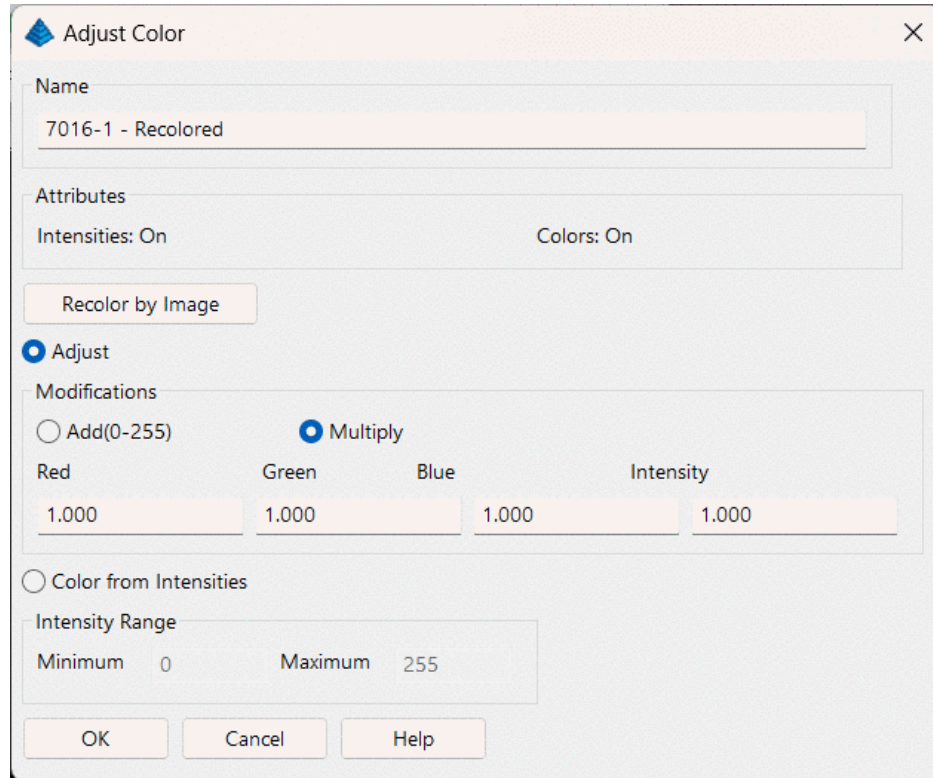 Adjust Color
Name
7016-1 - Recolored
Attributes
Intensities: On Colors: On
Recolor by Image
Adjust
Modifications
Add(0-255) Multiply
Red Green Blue Intensity
1.000 1.000 1.000 1.000
Color from Intensities
Intensity Range
Minimum 0 Maximum 255
OK Cancel Help